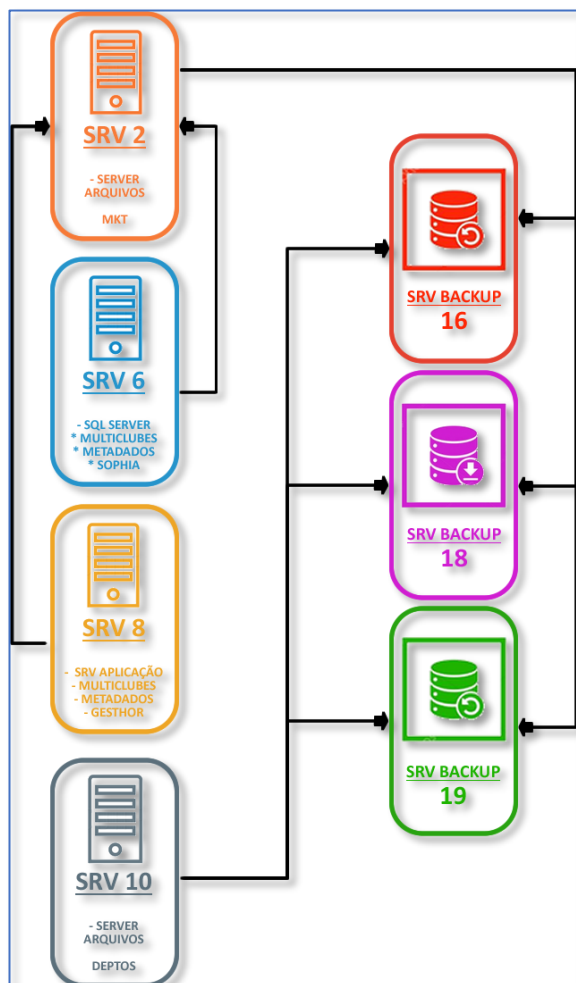 SRV 2
- SERVER
ARQUIVOS
MKT
SRV 6
- SQL SERVER
* MULTICLUBES
* METADADOS
* SOPHIA
SRV 8
- SRV APLICAÇÃO
- MULTICLUBES
- METADADOS
- GESTHOR
SRV 10
- SERVER
ARQUIVOS
DEPTOS
SRV BACKUP
16
SRV BACKUP
18
SRV BACKUP
19